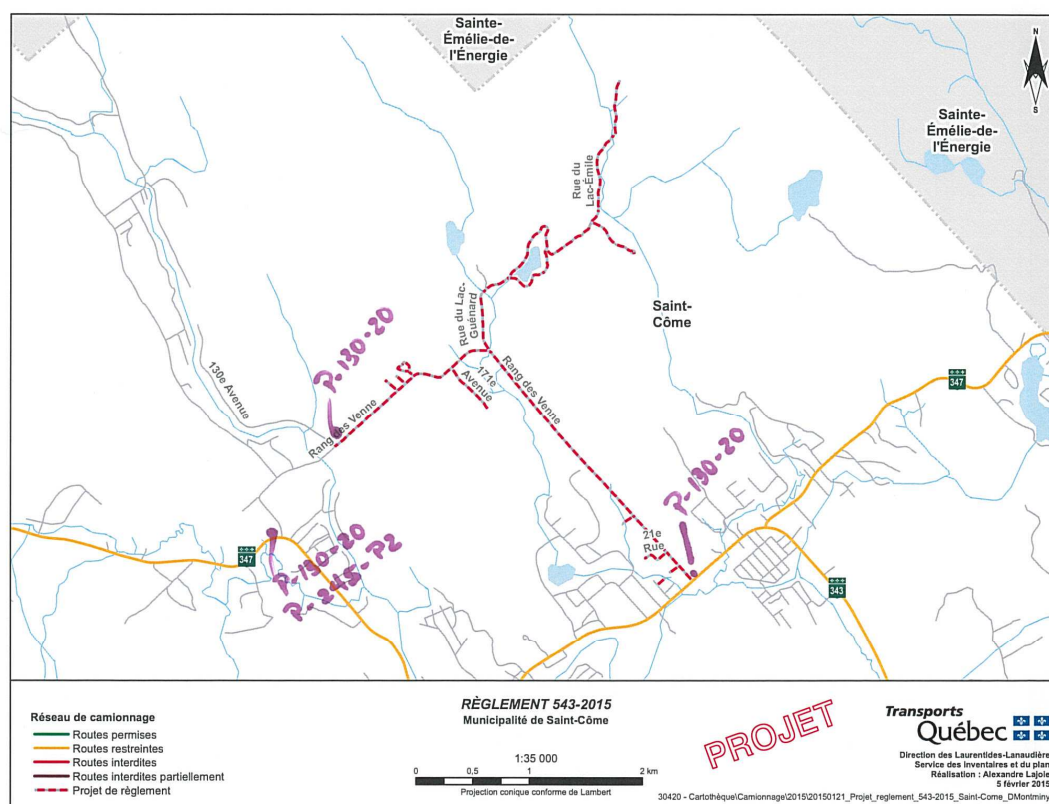 Sainte-
Émélie-de-
l'Énergie
N
S
Sainte-
Émélie-de-
l'Énergie
Rue du
Lac-Émile
Saint-
Côme
Rue du Lac-
Guénard
P-130-20
130e Avenue
Rang des Venne
171e
Avenue
Rang des Venne
347
P-130-20
21e
Rue
347
P-130-20
P-245-P2
343
Réseau de camionnage
Routes permises
Routes restreintes
Routes interdites
Routes interdites partiellement
Projet de règlement
RÈGLEMENT 543-2015
Municipalité de Saint-Côme
1:35 000
0 0,5 1 2 km
Projection conique conforme de Lambert
PROJET
Transports
Québec
Direction des Laurentides-Lanaudière
Service des Inventaires et du plan
Réalisation : Alexandre Lajoie
5 février 2015
30420 - Cartothèque\Camionnage\2015\20150121_Projet_reglement_543-2015_Saint-Come_DMontminy